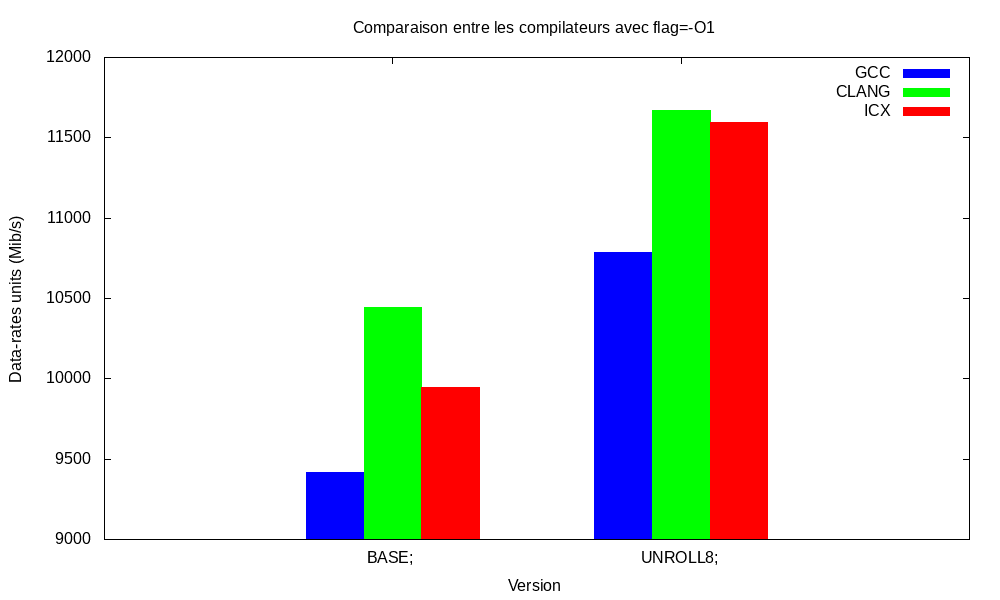 Comparaison entre les compilateurs avec flag=-O1
12000
11500
11000
10500
10000
9500
9000
Data-rates units (Mib/s)
GCC
CLANG
ICX
BASE;
UNROLL8;
Version